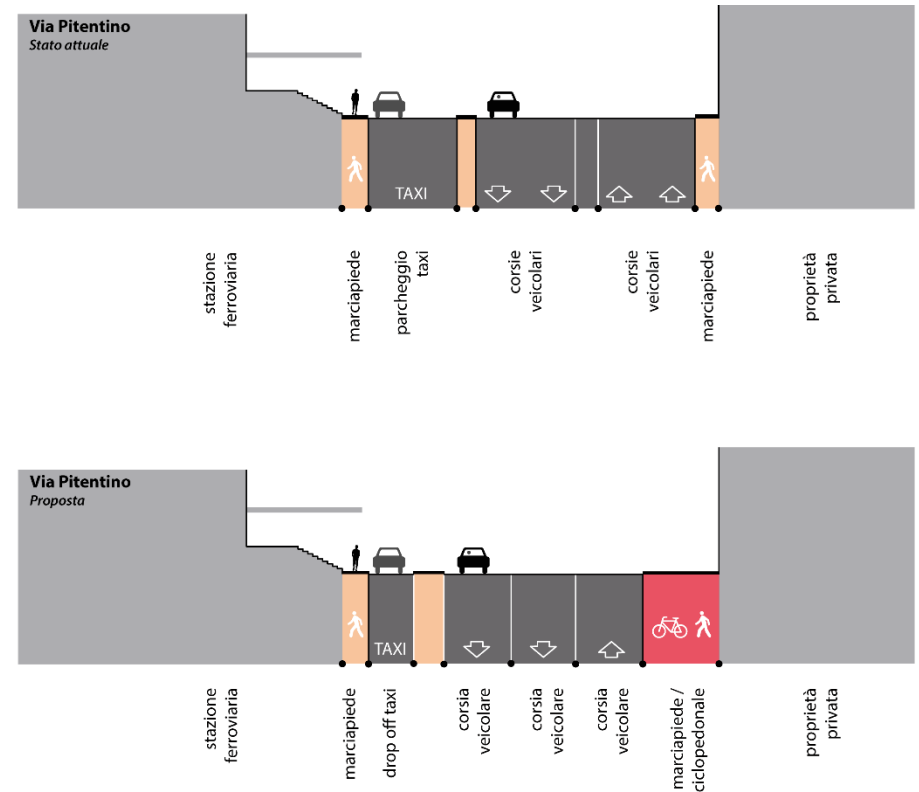 Via Pitentino
Stato attuale
TAXI
stazione
ferroviaria
marciapiede
parcheggio
taxi
corsie
veicolari
corsie
veicolari
marciapiede
proprietà
privata
Via Pitentino
Proposta
TAXI
stazione
ferroviaria
marciapiede
drop off taxi
corsia
veicolare
corsia
veicolare
corsia
veicolare
marciapiede /
ciclopedonale
proprietà
privata